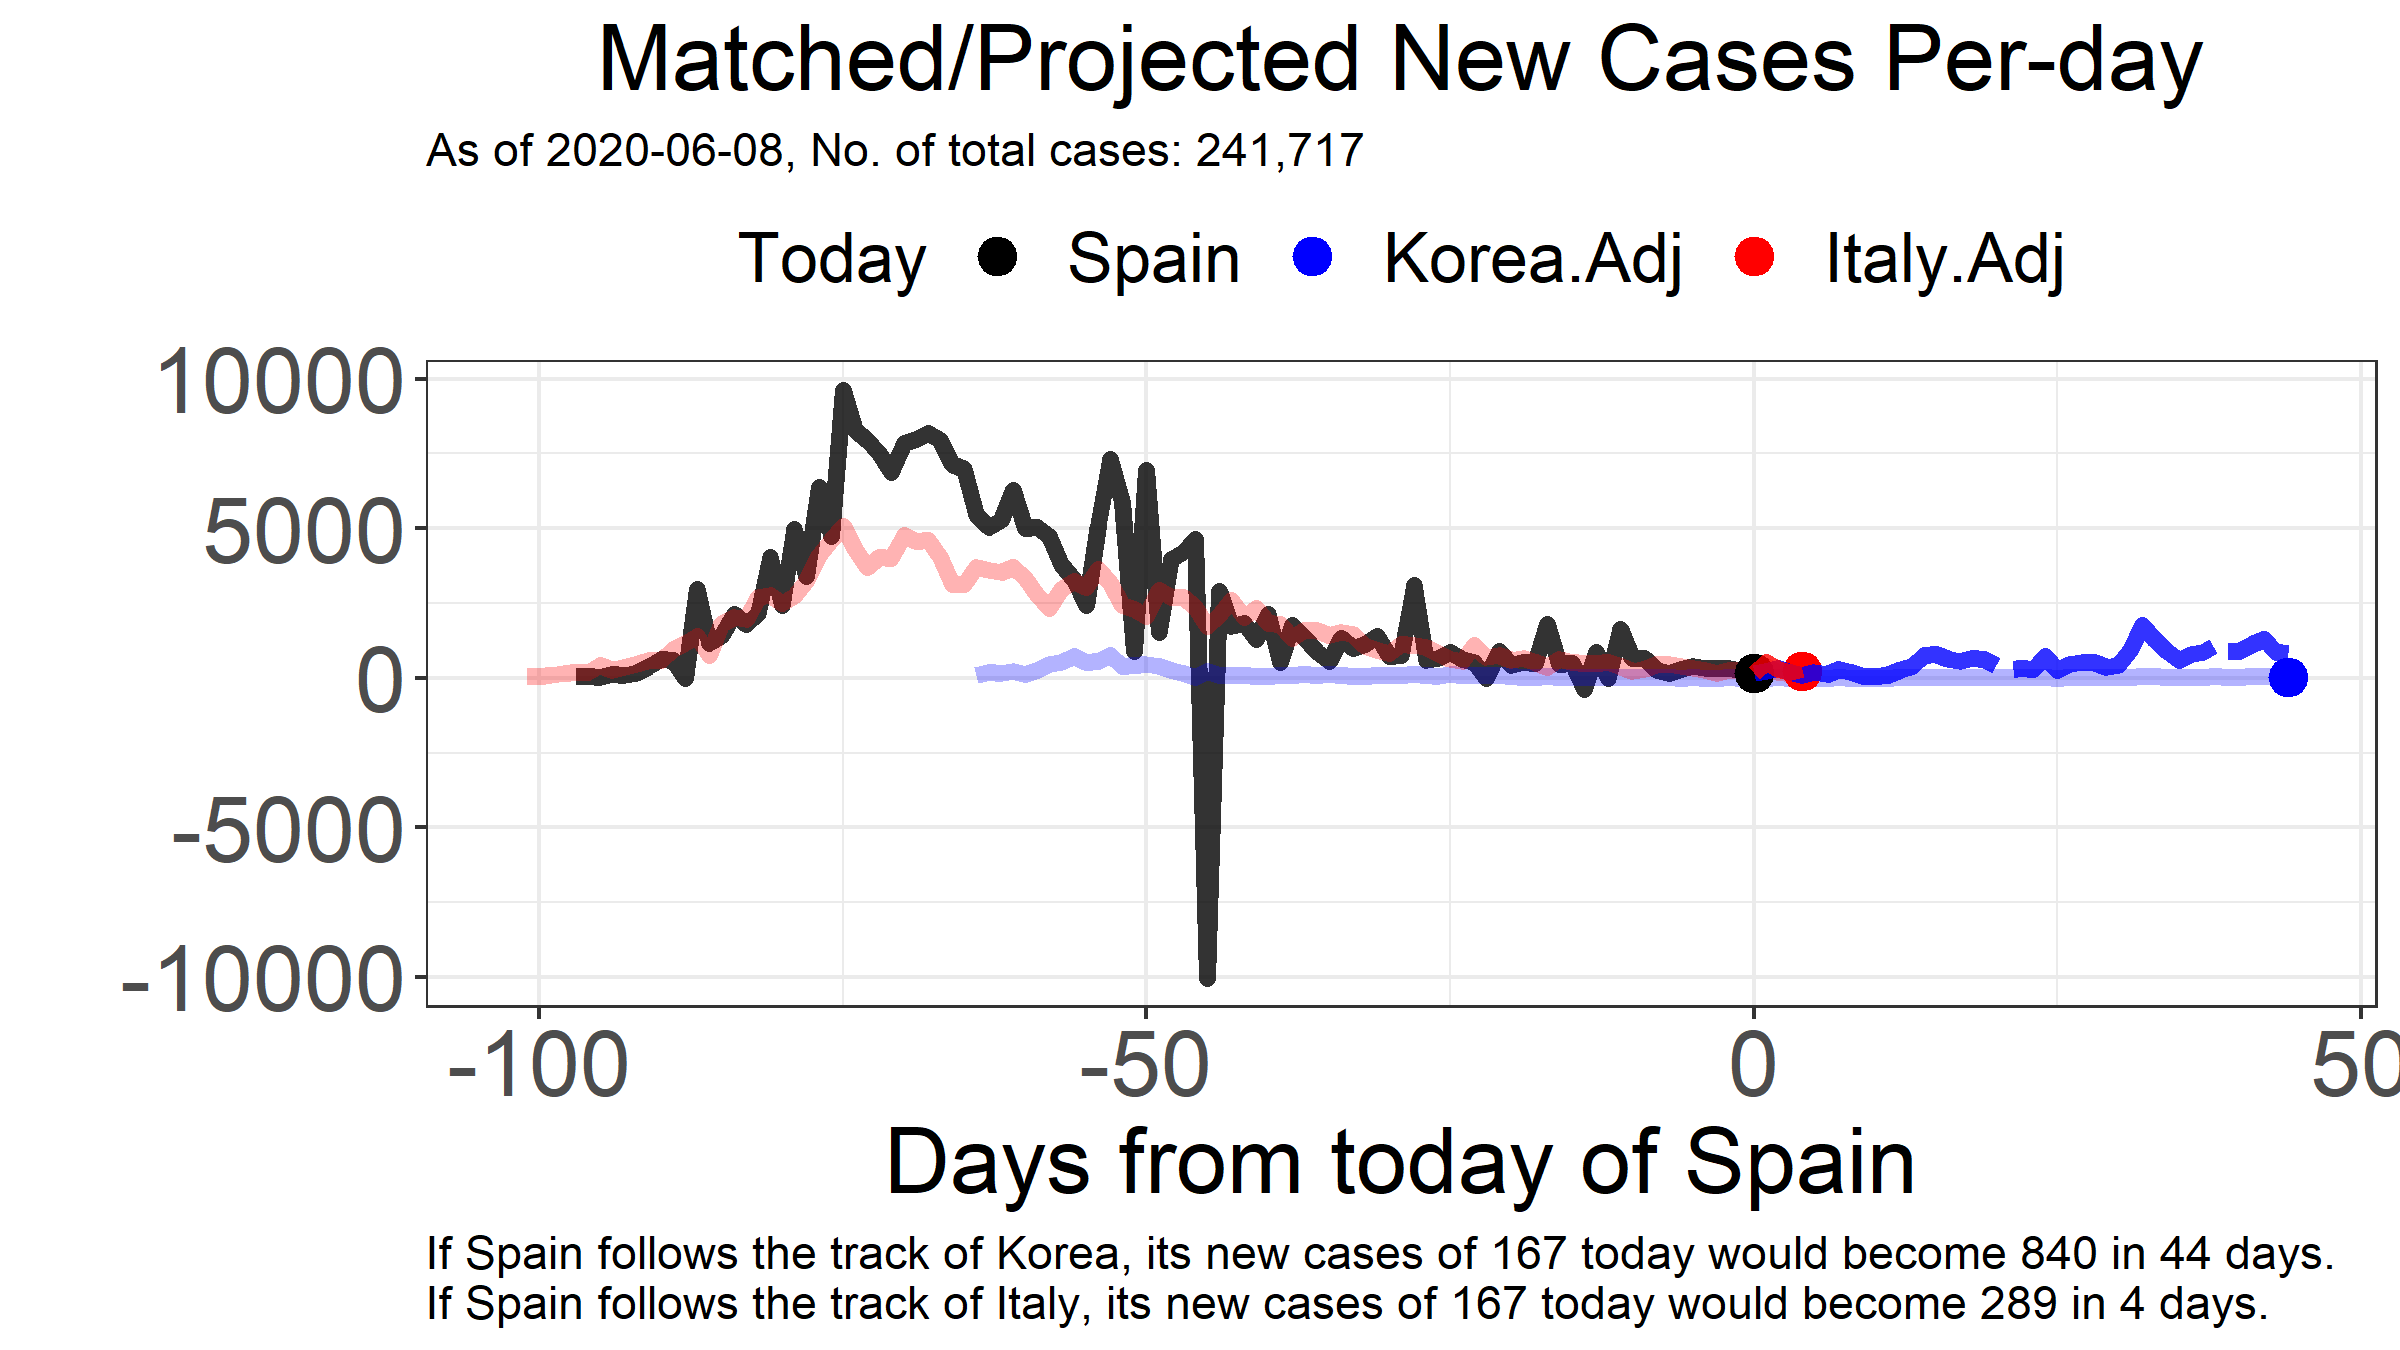 Matched/Projected New Cases Per-day
As of 2020-06-08, No. of total cases: 241,717
Today Spain Korea.Adj Italy.Adj
10000
5000
0
-5000
-10000
-100 -50 0 50
Days from today of Spain
If Spain follows the track of Korea, its new cases of 167 today would become 840 in 44 days.
If Spain follows the track of Italy, its new cases of 167 today would become 289 in 4 days.